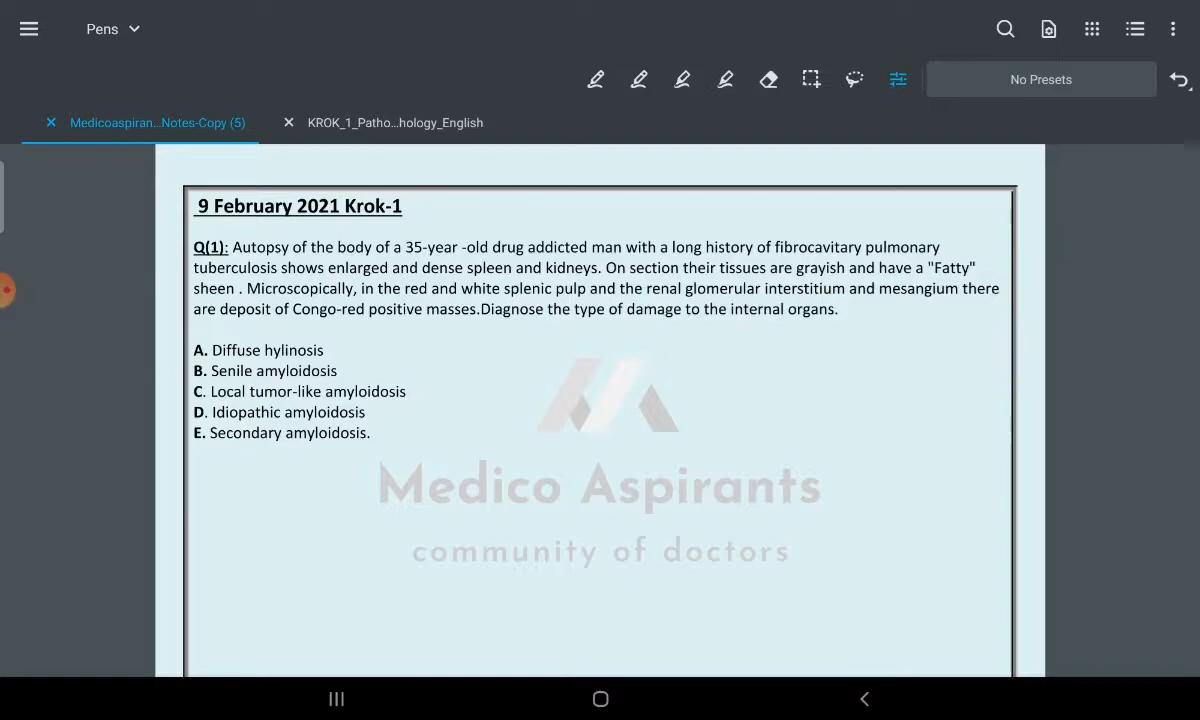 Pens
No Presets
Medicoaspiran...Notes-Copy (5)
KROK_1_Patho...hology_English
9 February 2021 Krok-1
Q(1): Autopsy of the body of a 35-year -old drug addicted man with a long history of fibrocavitary pulmonary
tuberculosis shows enlarged and dense spleen and kidneys. On section their tissues are grayish and have a "Fatty"
sheen . Microscopically, in the red and white splenic pulp and the renal glomerular interstitium and mesangium there
are deposit of Congo-red positive masses.Diagnose the type of damage to the internal organs.
A. Diffuse hylinosis
B. Senile amyloidosis
C. Local tumor-like amyloidosis
D. Idiopathic amyloidosis
E. Secondary amyloidosis.
Medico Aspirants
community of doctors